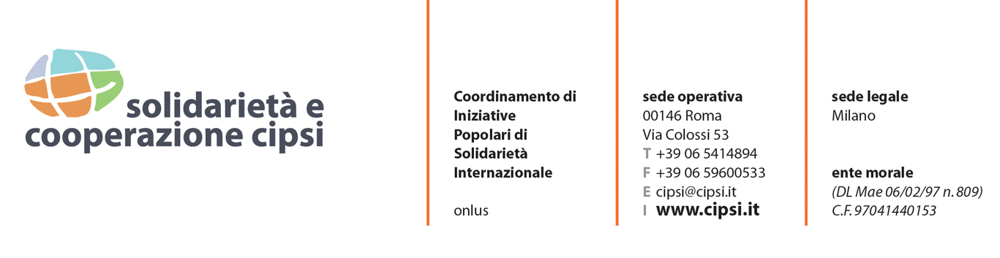 solidarietà e
cooperazione cipsi
Coordinamento di
Iniziative
Popolari di
Solidarietà
Internazionale
onlus
sede operativa
00146 Roma
Via Colossi 53
T +39 06 5414894
F +39 06 59600533
E cipsi@cipsi.it
I www.cipsi.it
sede legale
Milano
ente morale
(DL Mae 06/02/97 n. 809)
C.F. 97041440153